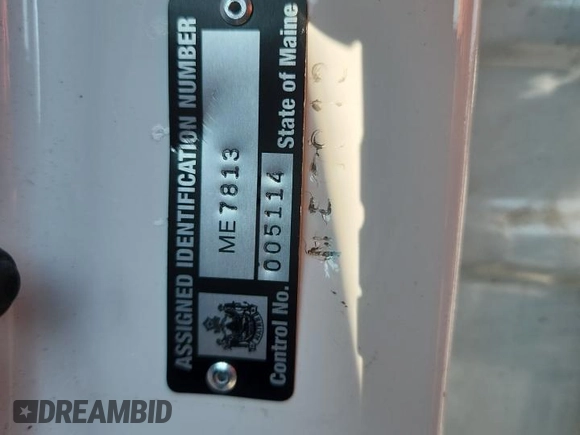 ASSIGNED IDENTIFICATION NUMBER
ME7813
Control No. 005114 State of Maine
DREAMBID